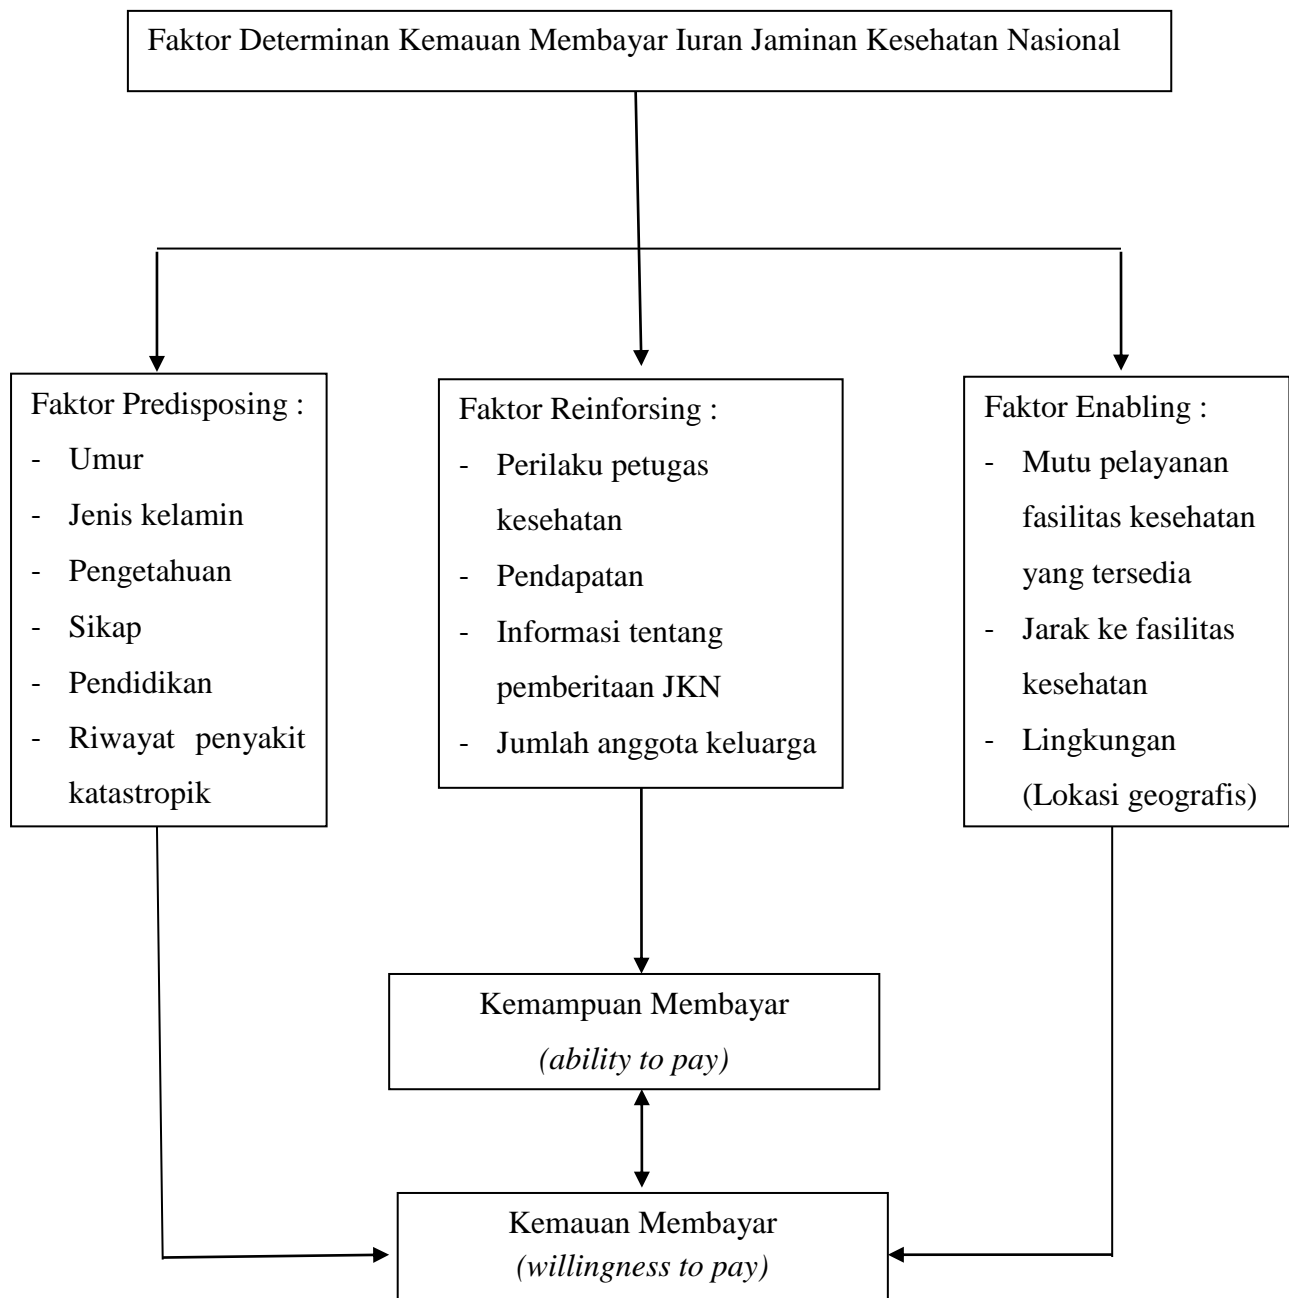 Faktor Determinan Kemauan Membayar Iuran Jaminan Kesehatan Nasional
Faktor Predisposing :
- Umur
- Jenis kelamin
- Pengetahuan
- Sikap
- Pendidikan
- Riwayat penyakit
katastropik
Faktor Reinforsing :
- Perilaku petugas
kesehatan
- Pendapatan
- Informasi tentang
pemberitaan JKN
- Jumlah anggota keluarga
Faktor Enabling :
- Mutu pelayanan
fasilitas kesehatan
yang tersedia
- Jarak ke fasilitas
kesehatan
- Lingkungan
(Lokasi geografis)
Kemampuan Membayar
(ability to pay)
Kemauan Membayar
(willingness to pay)